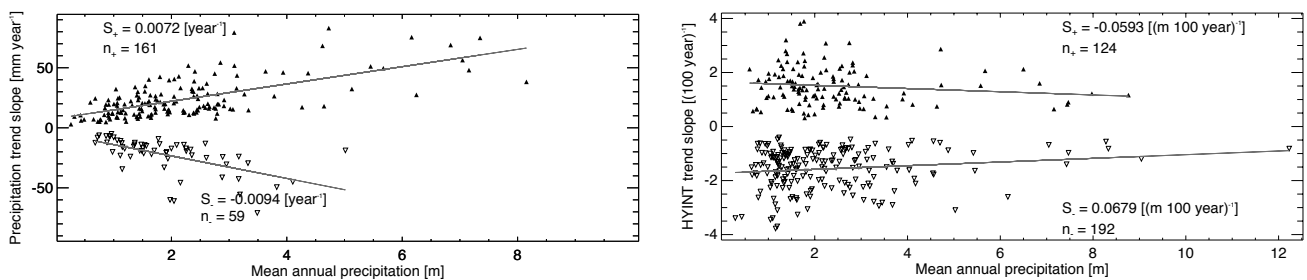 Precipitation trend slope [mm year⁻¹]
50
0
-50
S₊ = 0.0072 [year⁻¹]
n₊ = 161
S₋ = -0.0094 [year⁻¹]
n₋ = 59
2
4
6
8
Mean annual precipitation [m]
HYINT trend slope [(100 year)⁻¹]
4
2
0
-2
-4
S₊ = -0.0593 [(m 100 year)⁻¹]
n₊ = 124
S₋ = 0.0679 [(m 100 year)⁻¹]
n₋ = 192
2
4
6
8
10
12
Mean annual precipitation [m]